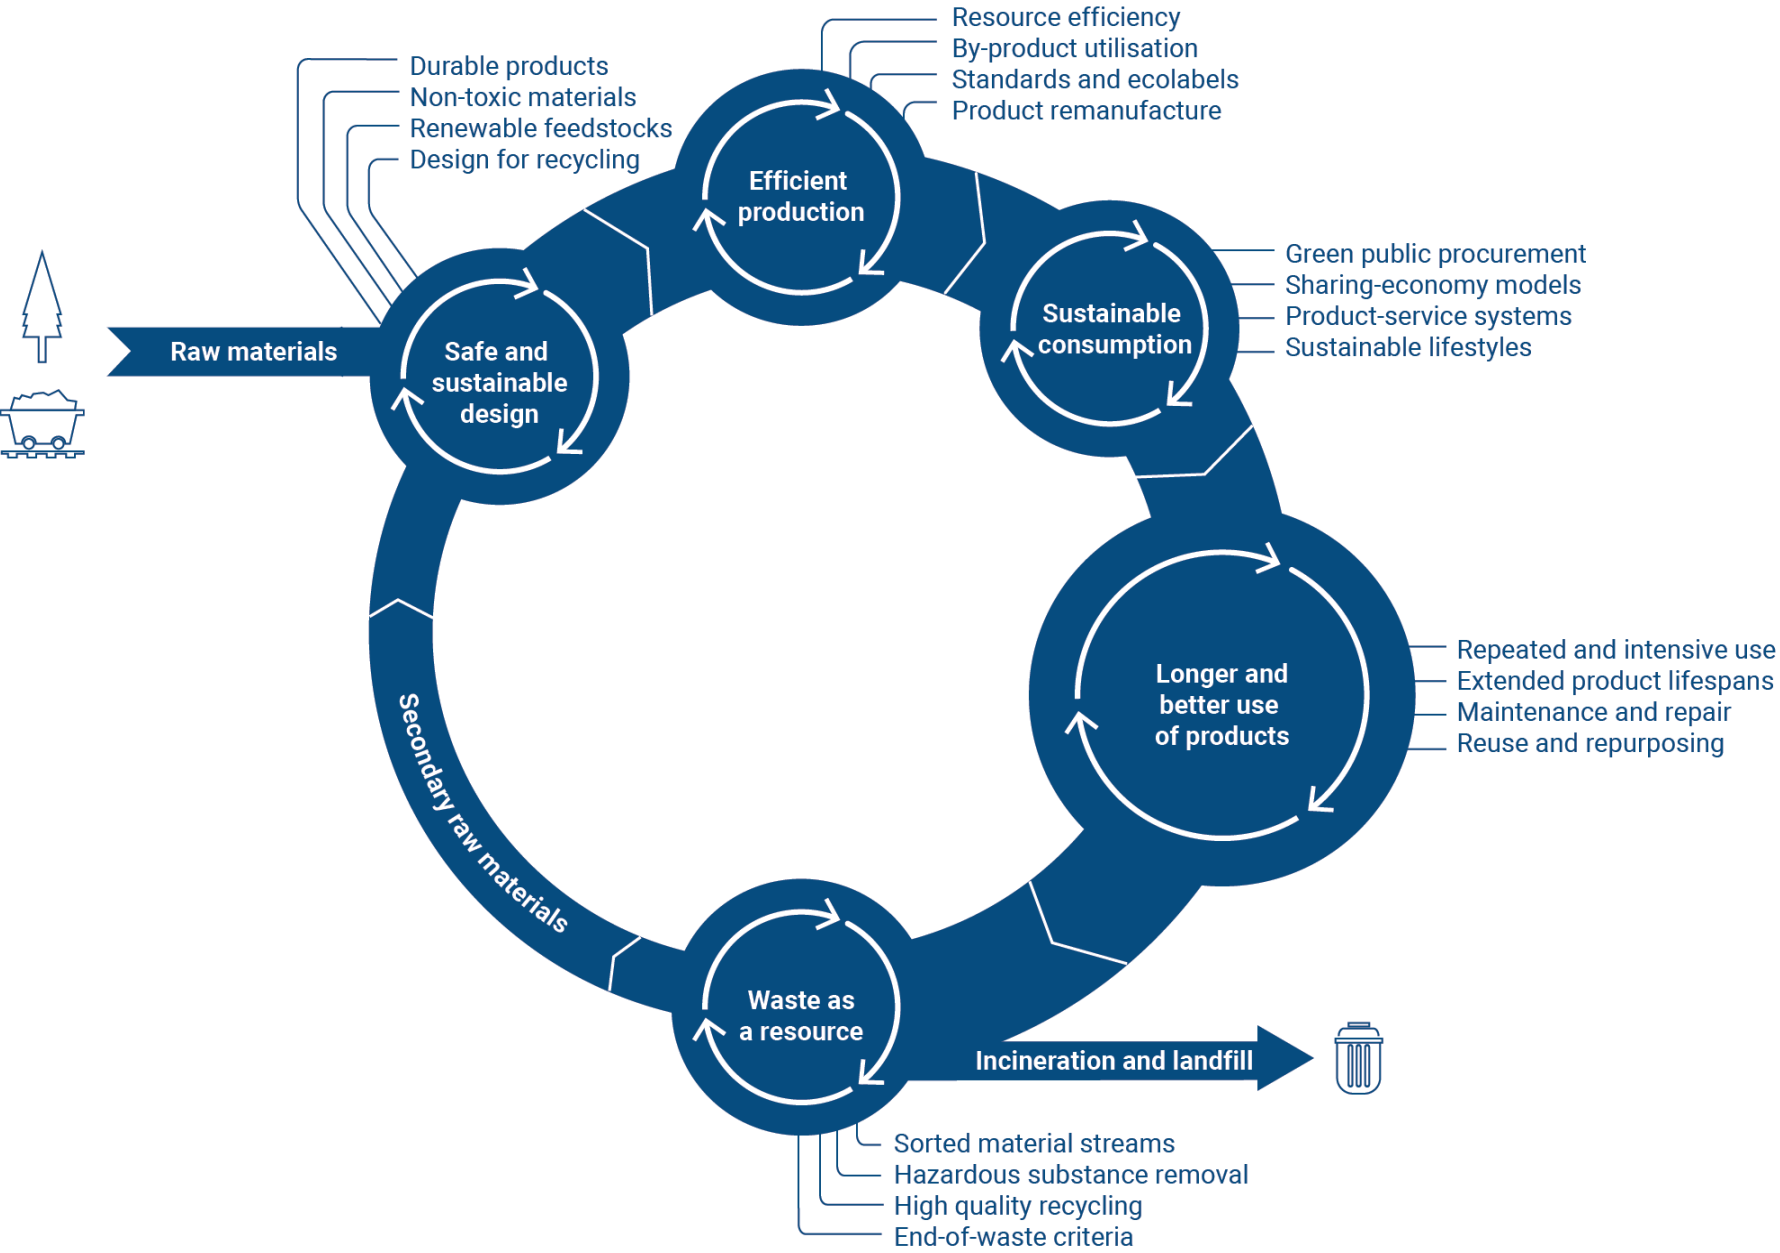 Resource efficiency
By-product utilisation
Standards and ecolabels
Product remanufacture
Durable products
Non-toxic materials
Renewable feedstocks
Design for recycling
Efficient
production
Green public procurement
Sharing-economy models
Product-service systems
Sustainable lifestyles
Sustainable
consumption
Raw materials
Safe and
sustainable
design
Repeated and intensive use
Extended product lifespans
Maintenance and repair
Reuse and repurposing
Longer and
better use
of products
Secondary raw materials
Waste as
a resource
Incineration and landfill
Sorted material streams
Hazardous substance removal
High quality recycling
End-of-waste criteria